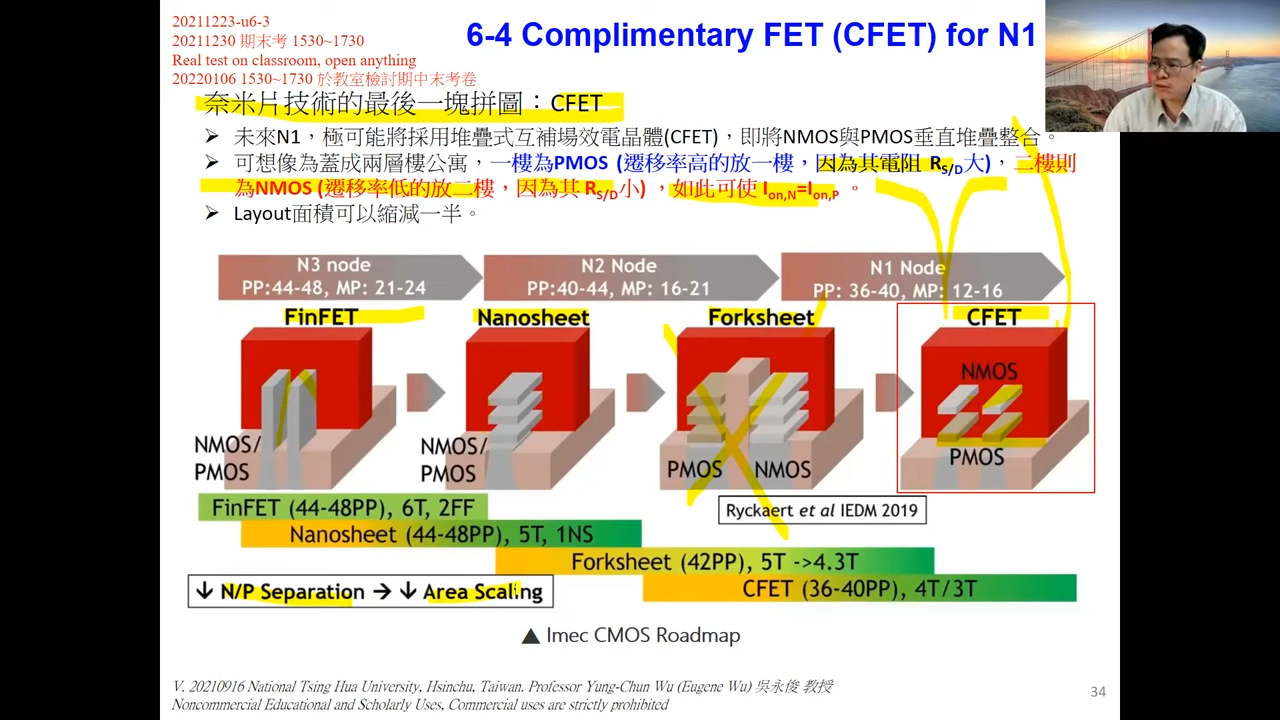 20211223-u6-3
20211230 期末考 1530~1730
Real test on classroom, open anything
20220106 1530~1730 於教室檢討期中末考卷
6-4 Complimentary FET (CFET) for N1
奈米片技術的最後一塊拼圖：CFET
➢ 未來N1，極可能將採用堆疊式互補場效電晶體(CFET)，即將NMOS與PMOS垂直堆疊整合。
➢ 可想像為蓋成兩層樓公寓，一樓為PMOS (遷移率高的放一樓，因為其電阻 RS/D大)，二樓則
為NMOS (遷移率低的放二樓，因為其 RS/D小) ，如此可使 Ion,N=Ion,P 。
➢ Layout面積可以縮減一半。
N3 node
PP:44-48, MP: 21-24
N2 Node
PP:40-44, MP: 16-21
N1 Node
PP: 36-40, MP: 12-16
FinFET
Nanosheet
Forksheet
CFET
NMOS/
PMOS
NMOS/
PMOS
PMOS
NMOS
NMOS
PMOS
FinFET (44-48PP), 6T, 2FF
Ryckaert et al IEDM 2019
Nanosheet (44-48PP), 5T, 1NS
Forksheet (42PP), 5T ->4.3T
CFET (36-40PP), 4T/3T
↓ N/P Separation → ↓ Area Scaling
▲ Imec CMOS Roadmap
V. 20210916 National Tsing Hua University, Hsinchu, Taiwan. Professor Yung-Chun Wu (Eugene Wu) 吳永俊 教授
Noncommercial Educational and Scholarly Uses, Commercial uses are strictly prohibited
34